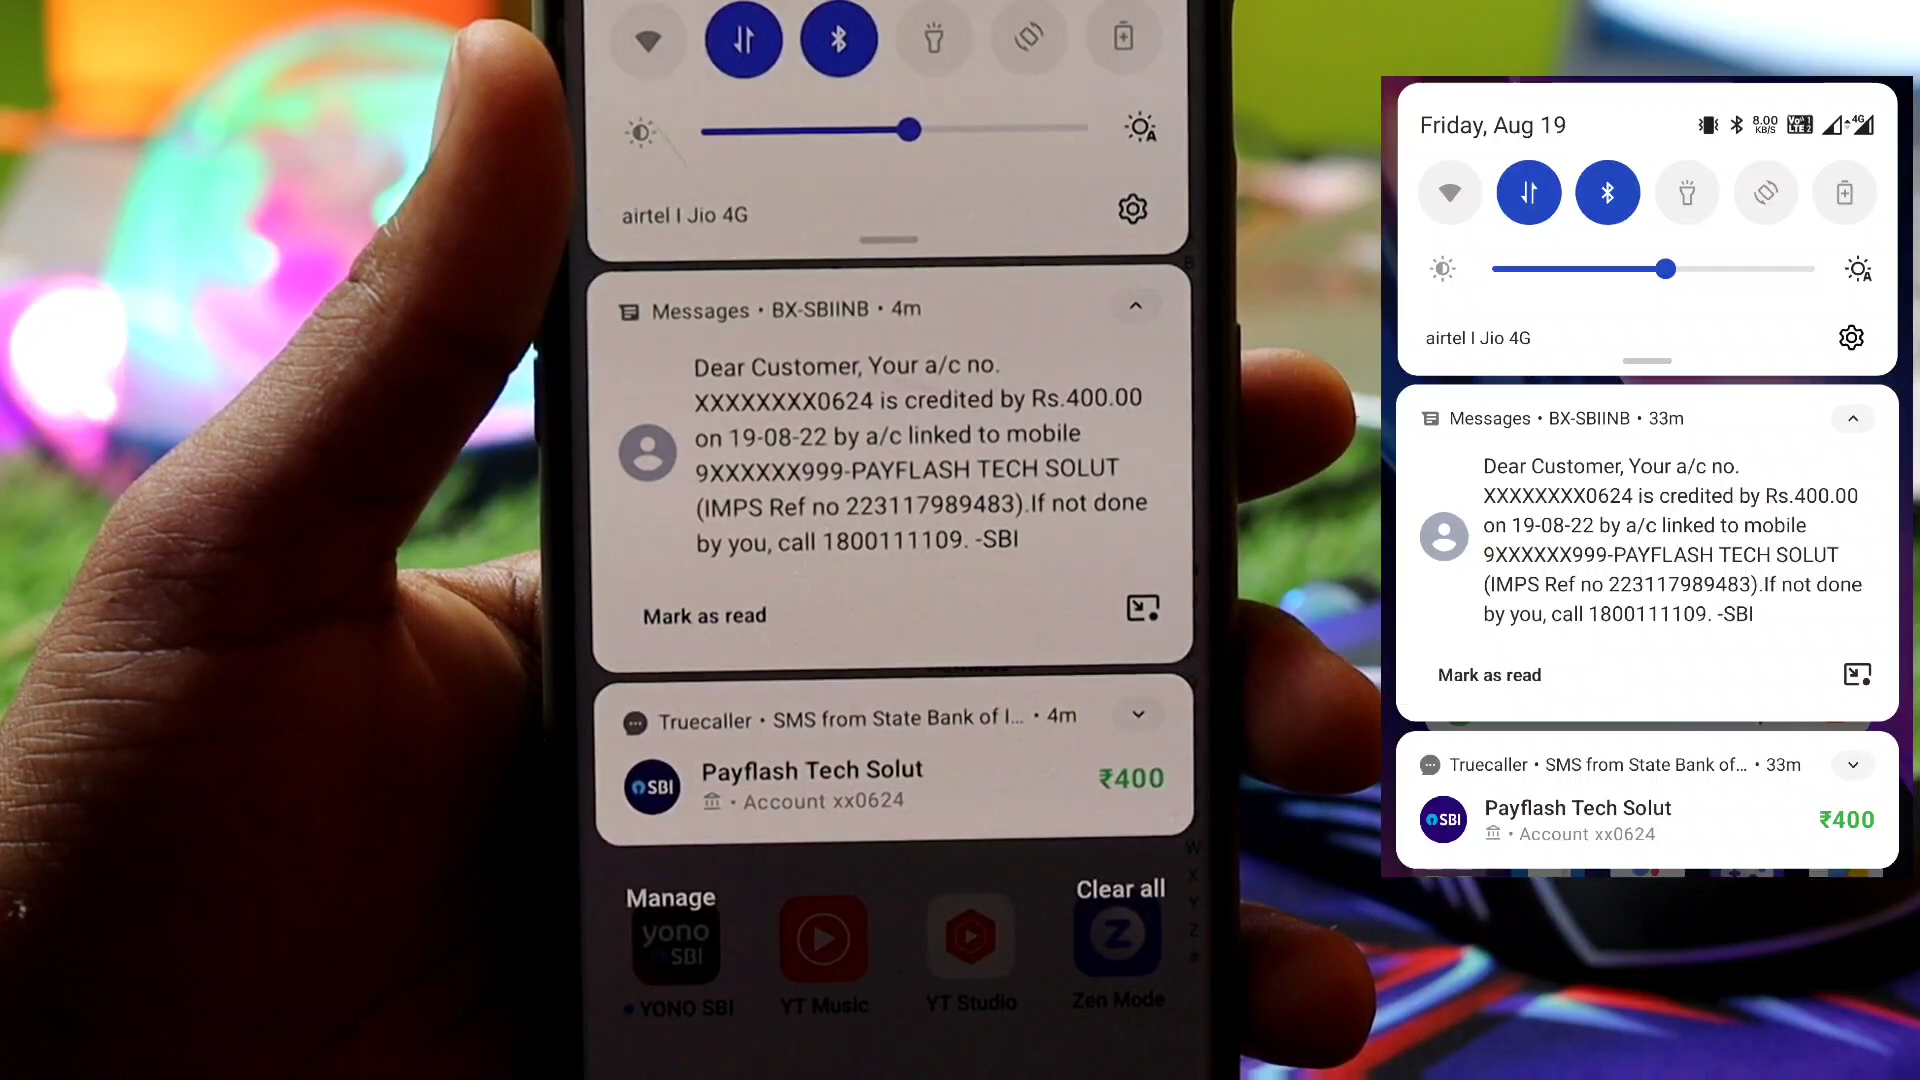 airtel | Jio 4G
Messages • BX-SBIINB • 4m
Dear Customer, Your a/c no.
XXXXXXXX0624 is credited by Rs.400.00
on 19-08-22 by a/c linked to mobile
9XXXXXX999-PAYFLASH TECH SOLUT
(IMPS Ref no 223117989483).If not done
by you, call 1800111109. -SBI
Mark as read
Truecaller • SMS from State Bank of I... • 4m
SBI
Payflash Tech Solut
₹400
• Account xx0624
Manage
Clear all
yono
SBI
YONO SBI
YT Music
YT Studio
Zen Mode
W
X
Y
Z
#
Friday, Aug 19
8.00
KB/S
4G
airtel | Jio 4G
Messages • BX-SBIINB • 33m
Dear Customer, Your a/c no.
XXXXXXXX0624 is credited by Rs.400.00
on 19-08-22 by a/c linked to mobile
9XXXXXX999-PAYFLASH TECH SOLUT
(IMPS Ref no 223117989483).If not done
by you, call 1800111109. -SBI
Mark as read
Truecaller • SMS from State Bank of... • 33m
SBI
Payflash Tech Solut
₹400
• Account xx0624